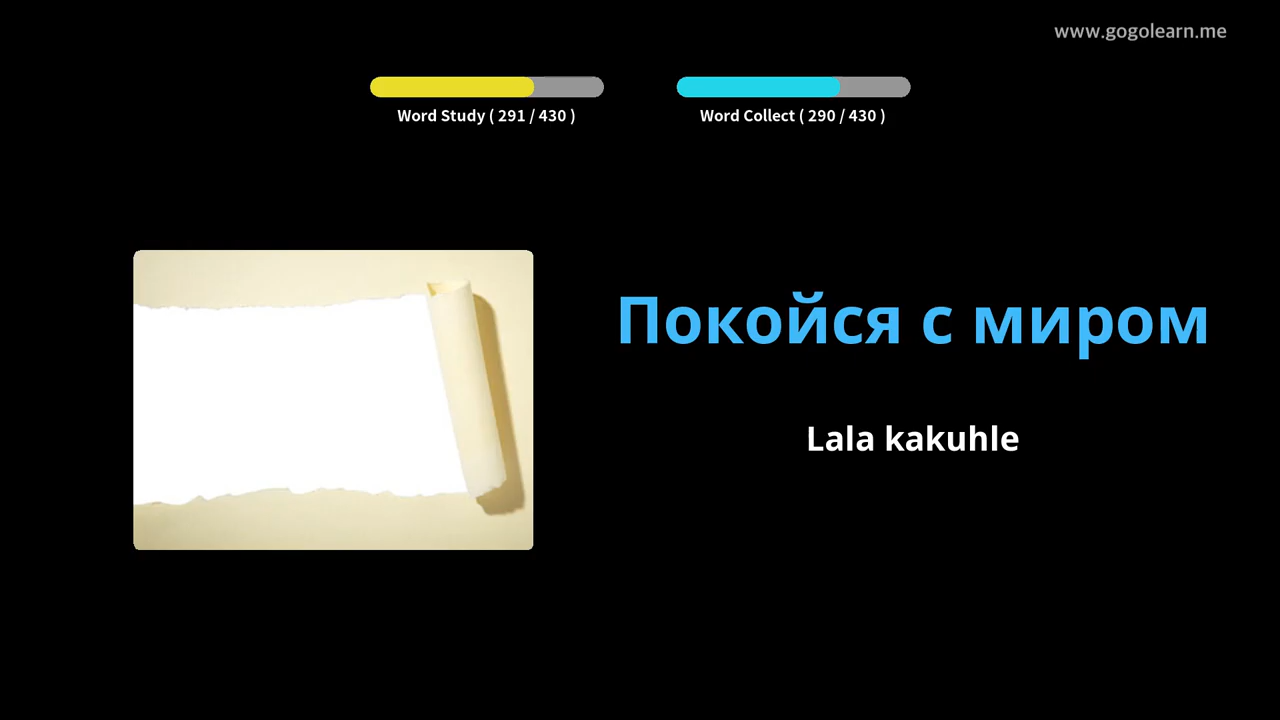 www.gogolearn.me
Word Study ( 291 / 430 )
Word Collect ( 290 / 430 )
Покойся с миром
Lala kakuhle